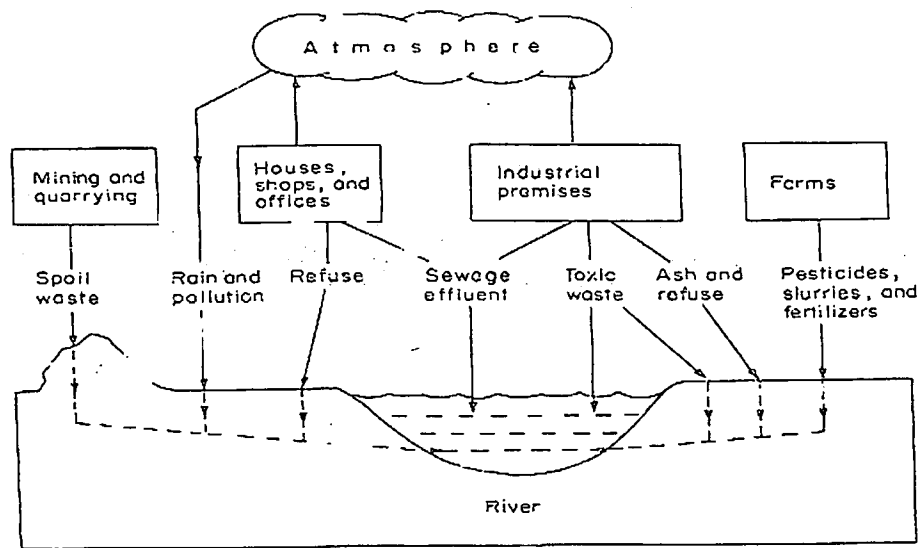 Atmosphere
Mining and
quarrying
Houses,
shops, and
offices
Industrial
premises
Farms
Spoil
waste
Rain and
pollution
Refuse
Sewage
effluent
Toxic
waste
Ash and
refuse
Pesticides,
slurries, and
fertilizers
River